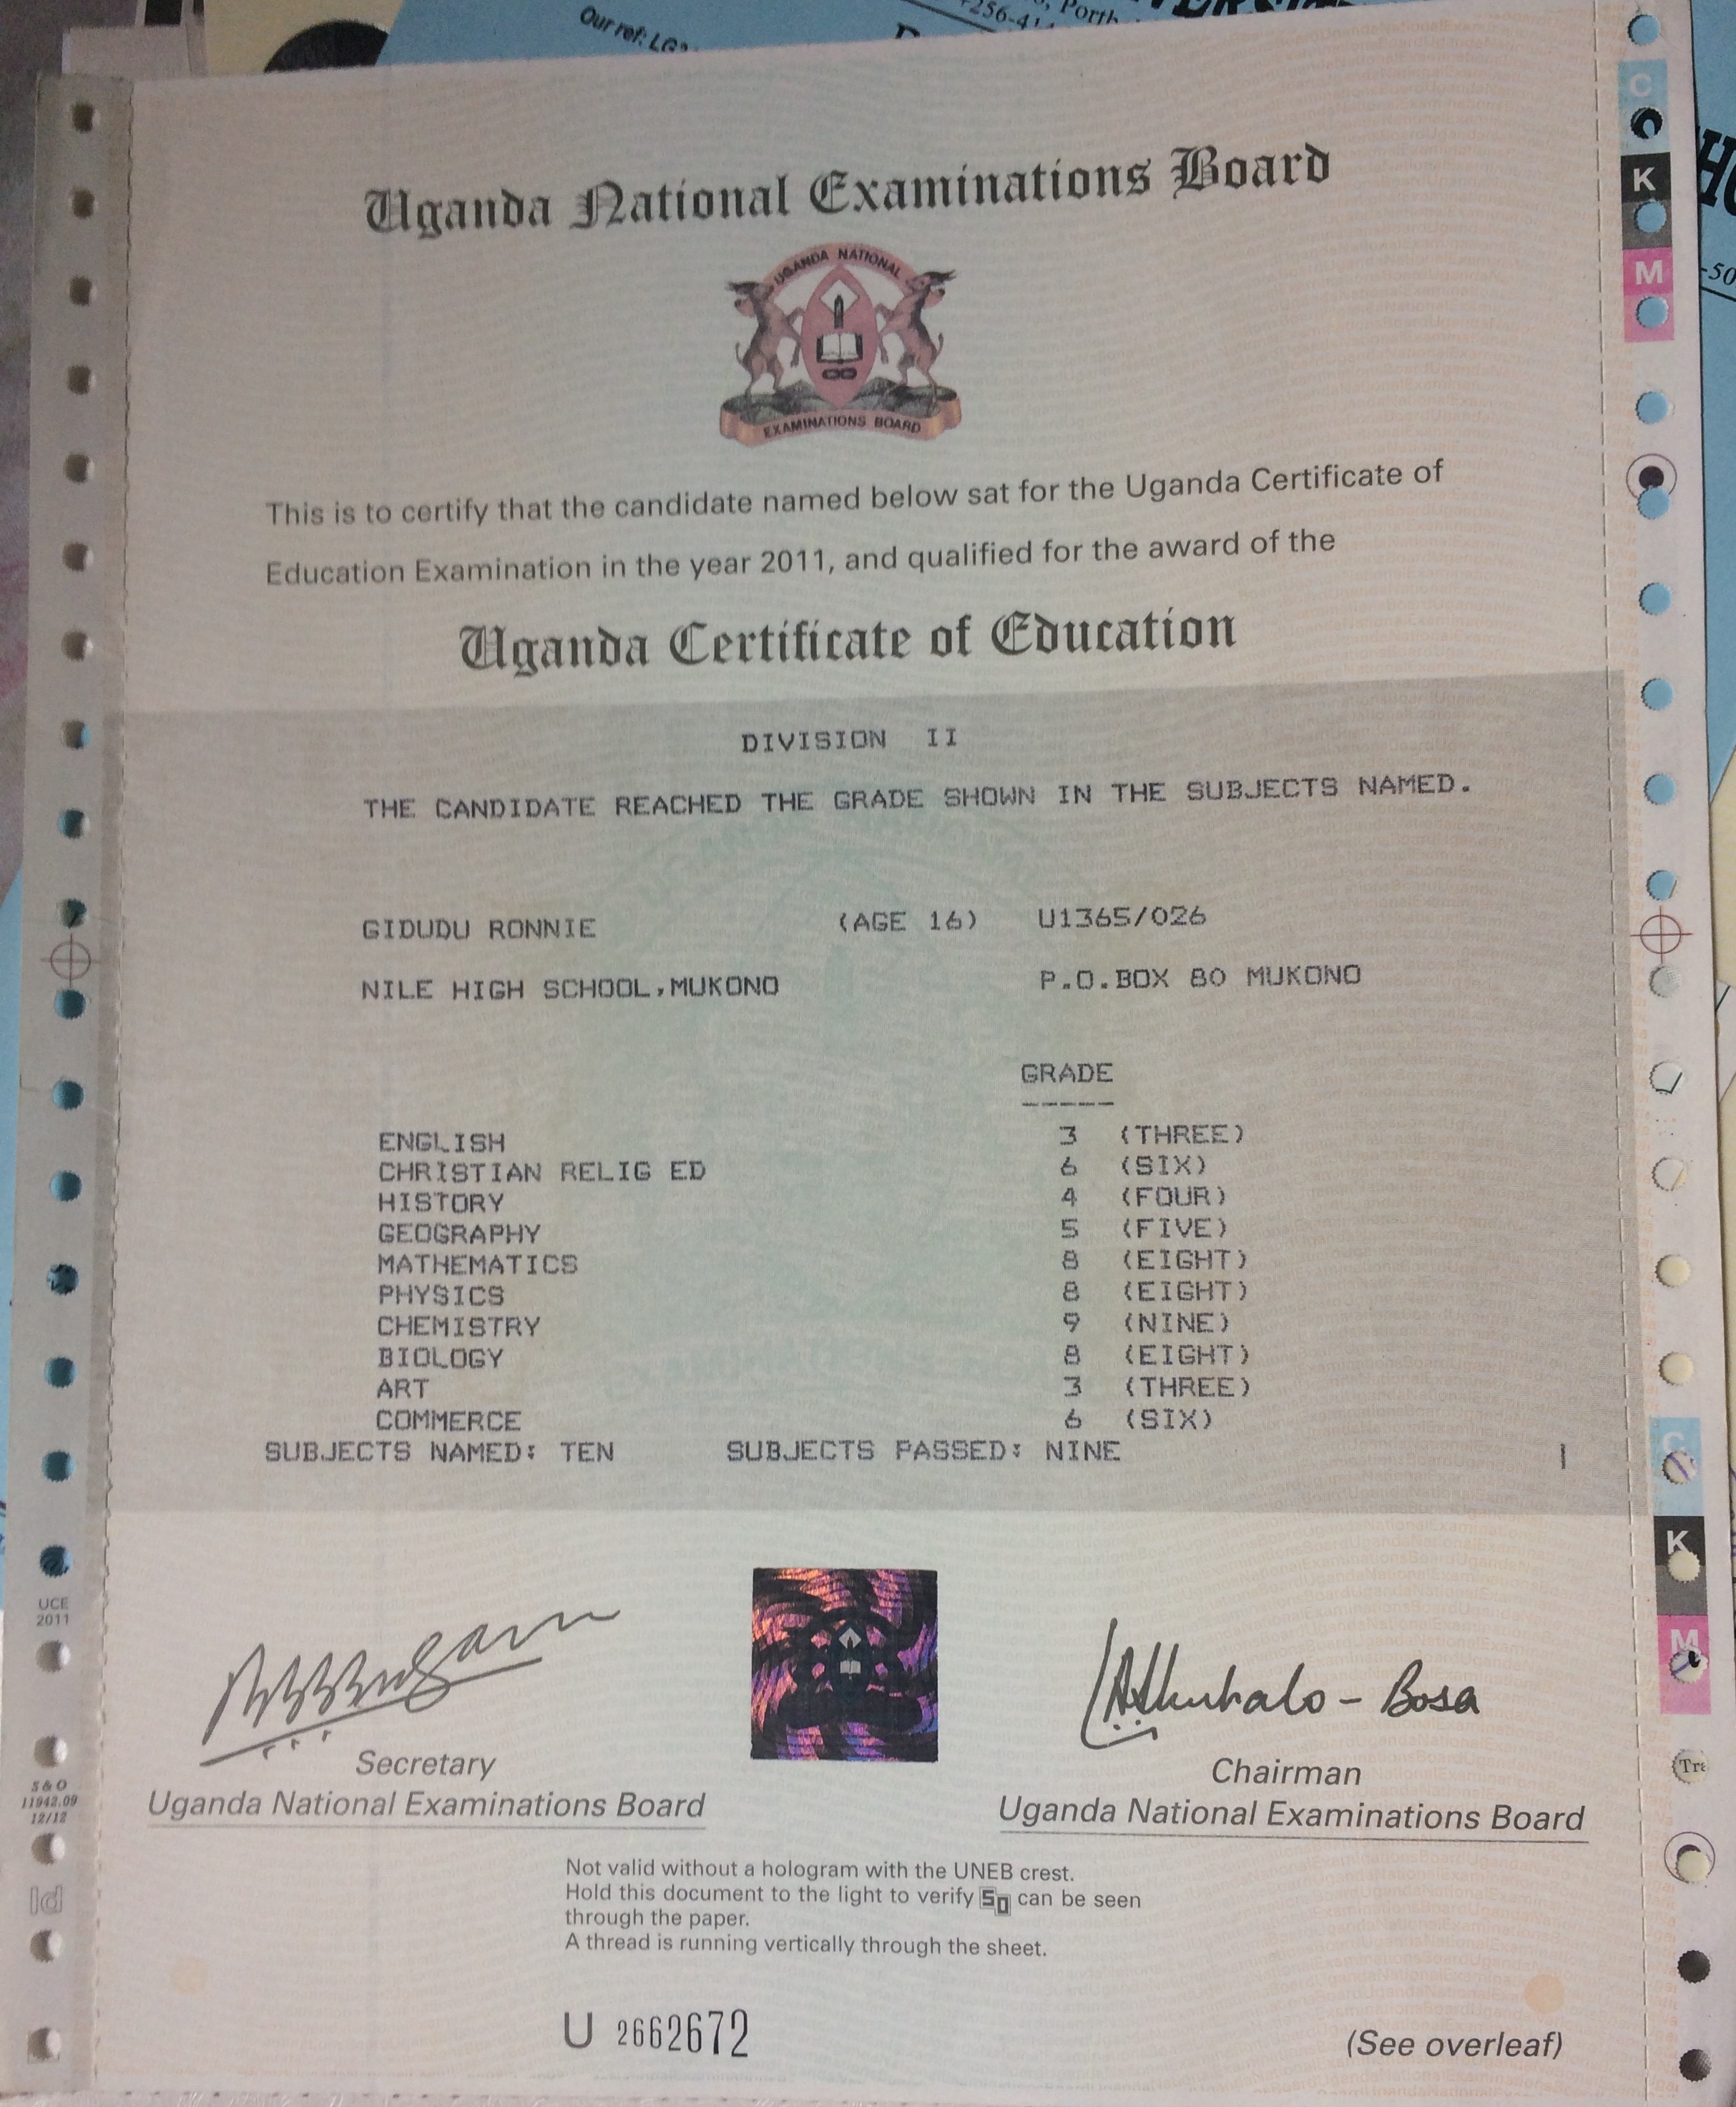 Our ref:
Uganda National Examinations Board
UGANDA NATIONAL
EXAMINATIONS BOARD
This is to certify that the candidate named below sat for the Uganda Certificate of
Education Examination in the year 2011, and qualified for the award of the
Uganda Certificate of Education
DIVISION II
THE CANDIDATE REACHED THE GRADE SHOWN IN THE SUBJECTS NAMED.
GIDUDU RONNIE (AGE 16) U1365/026
NILE HIGH SCHOOL,MUKONO P.O.BOX 80 MUKONO
GRADE
-----
ENGLISH 3 (THREE)
CHRISTIAN RELIG ED 6 (SIX)
HISTORY 4 (FOUR)
GEOGRAPHY 5 (FIVE)
MATHEMATICS 8 (EIGHT)
PHYSICS 8 (EIGHT)
CHEMISTRY 9 (NINE)
BIOLOGY 8 (EIGHT)
ART 3 (THREE)
COMMERCE 6 (SIX)
SUBJECTS NAMED: TEN SUBJECTS PASSED: NINE
UCE
2011
Bosa
Secretary
Uganda National Examinations Board
Chairman
Uganda National Examinations Board
S&O
11942.09
12/12
Not valid without a hologram with the UNEB crest.
Hold this document to the light to verify SO can be seen
through the paper.
A thread is running vertically through the sheet.
U 2662672
(See overleaf)
C
K
M
C
K
M